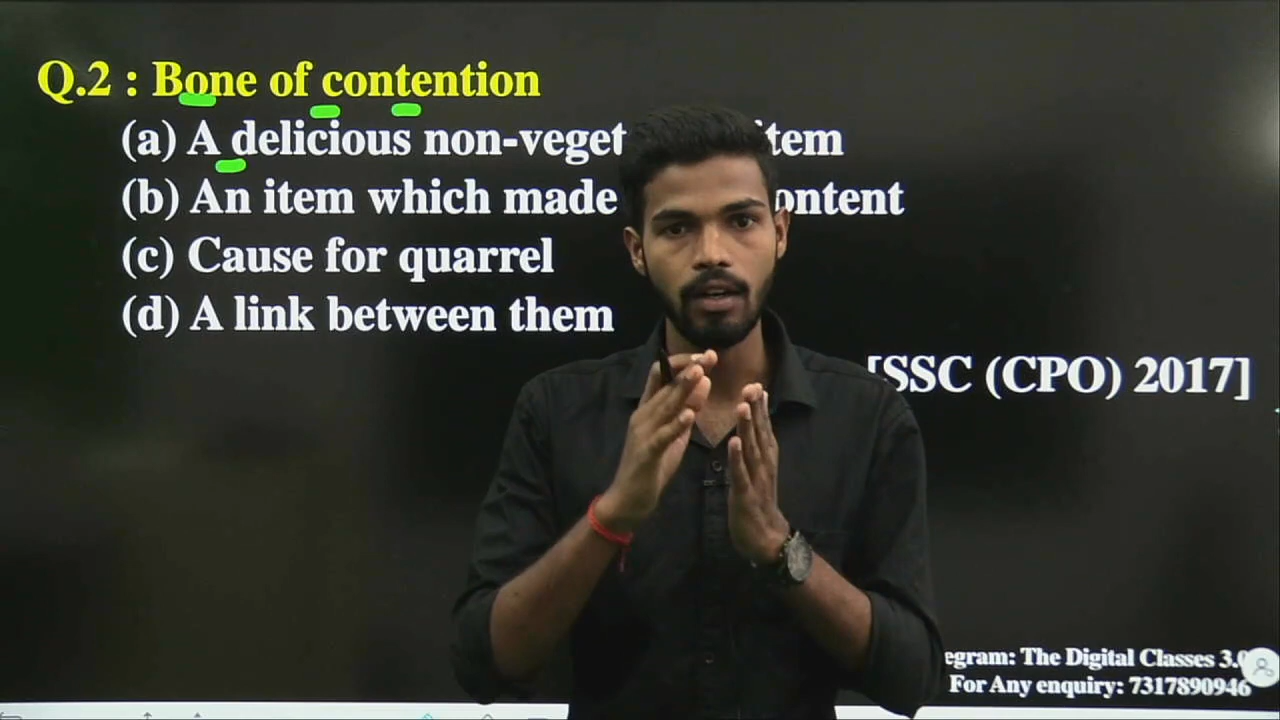 Q.2 : Bone of contention
(a) A delicious non-veget item
(b) An item which made ontent
(c) Cause for quarrel
(d) A link between them
[SSC (CPO) 2017]
egram: The Digital Classes 3.0
For Any enquiry: 7317890946